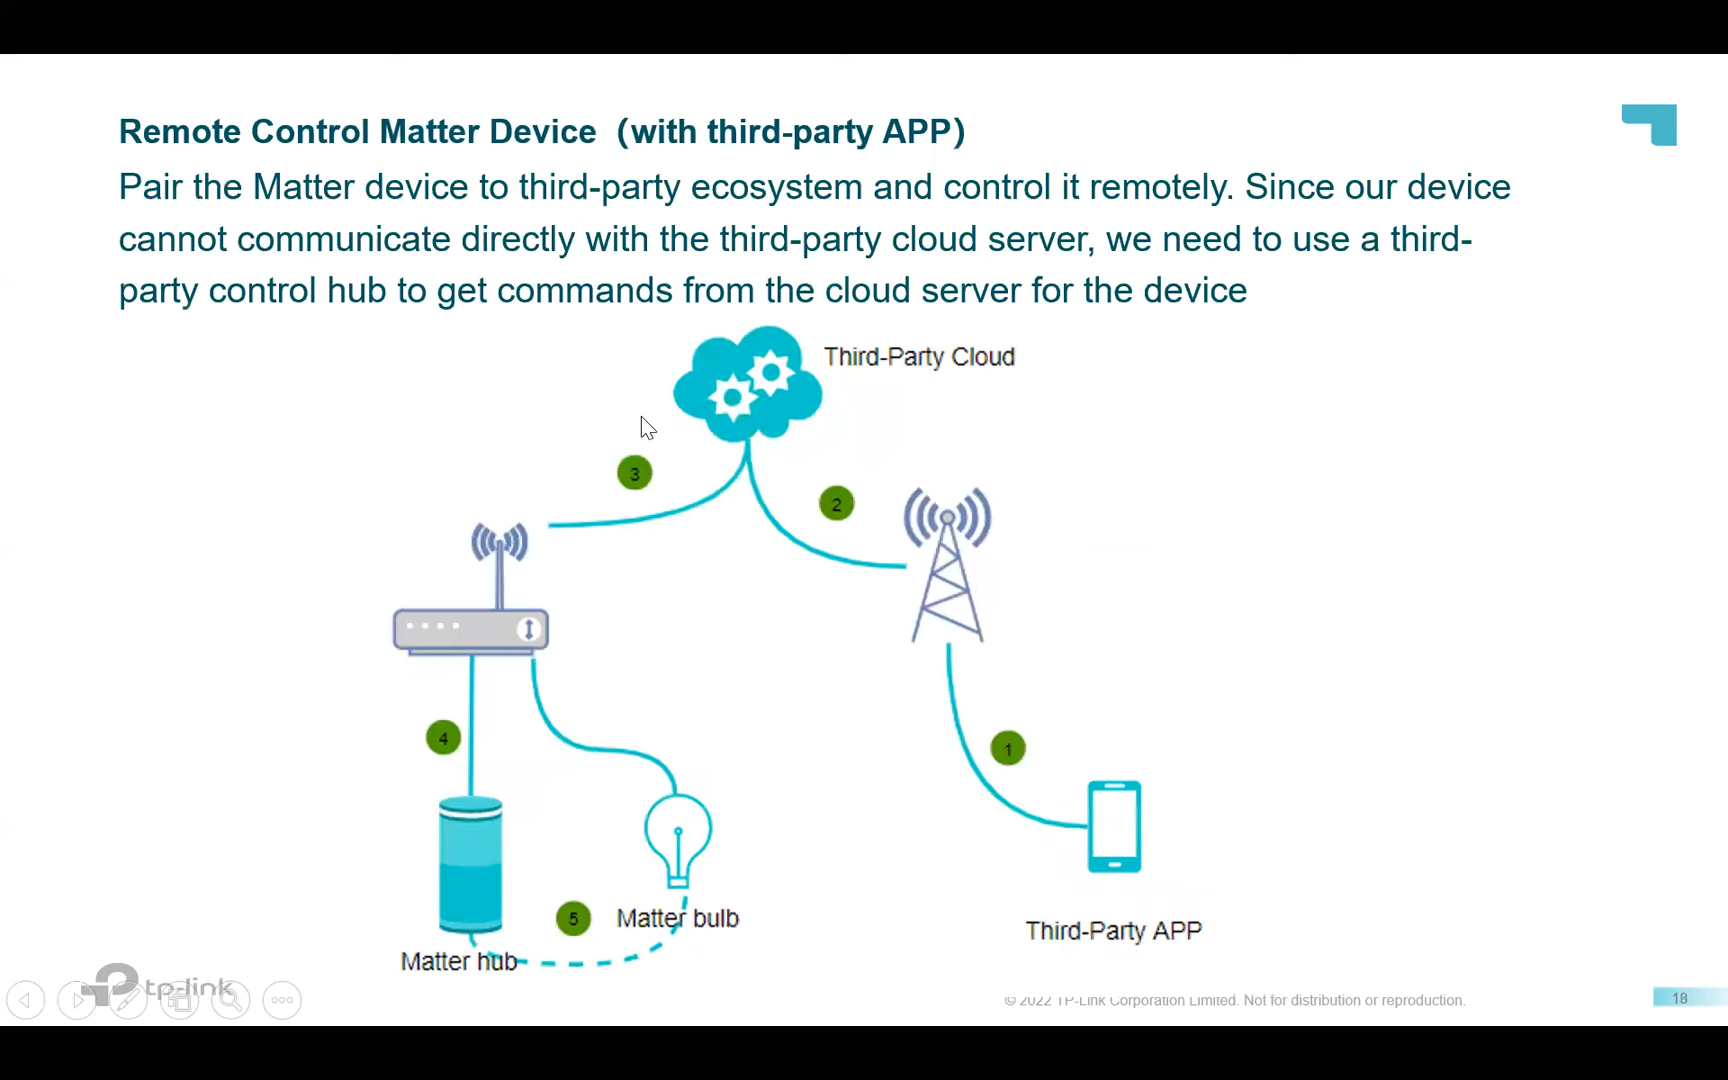 Remote Control Matter Device（with third-party APP）
Pair the Matter device to third-party ecosystem and control it remotely. Since our device
cannot communicate directly with the third-party cloud server, we need to use a third-
party control hub to get commands from the cloud server for the device
Third-Party Cloud
3
2
4
1
5
Matter bulb
Third-Party APP
Matter hub
tp-link
© 2022 TP-Link Corporation Limited. Not for distribution or reproduction.
18